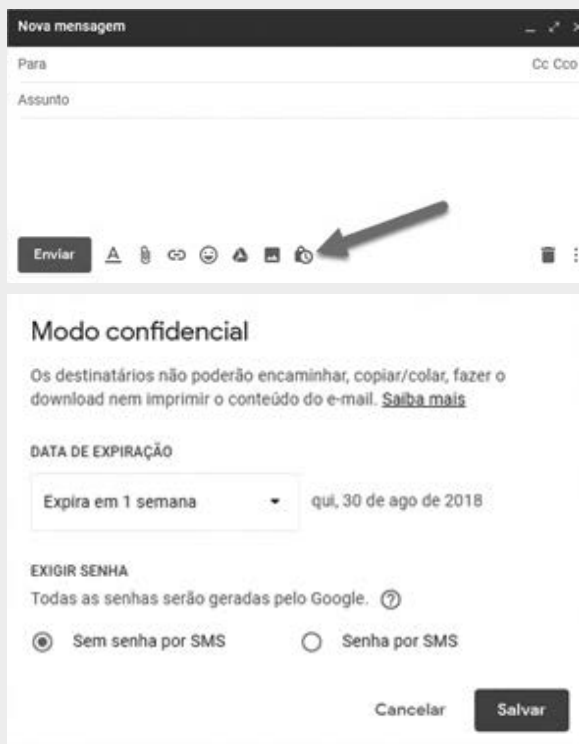 Nova mensagem
Para Cc Cco
Assunto
Enviar A
Modo confidencial
Os destinatários não poderão encaminhar, copiar/colar, fazer o
download nem imprimir o conteúdo do e-mail. Saiba mais
DATA DE EXPIRAÇÃO
Expira em 1 semana qui, 30 de ago de 2018
EXIGIR SENHA
Todas as senhas serão geradas pelo Google. ?
Sem senha por SMS Senha por SMS
Cancelar Salvar